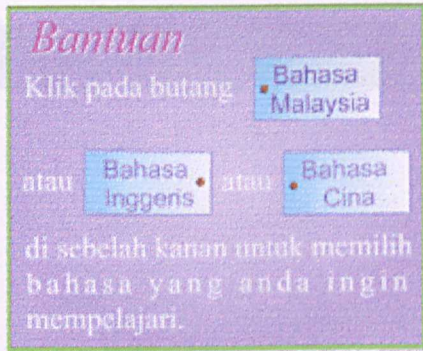 Bantuan
Klik pada butang Bahasa Malaysia
atau Bahasa Inggeris atau Bahasa Cina
di sebelah kanan untuk memilih
bahasa yang anda ingin
mempelajari.